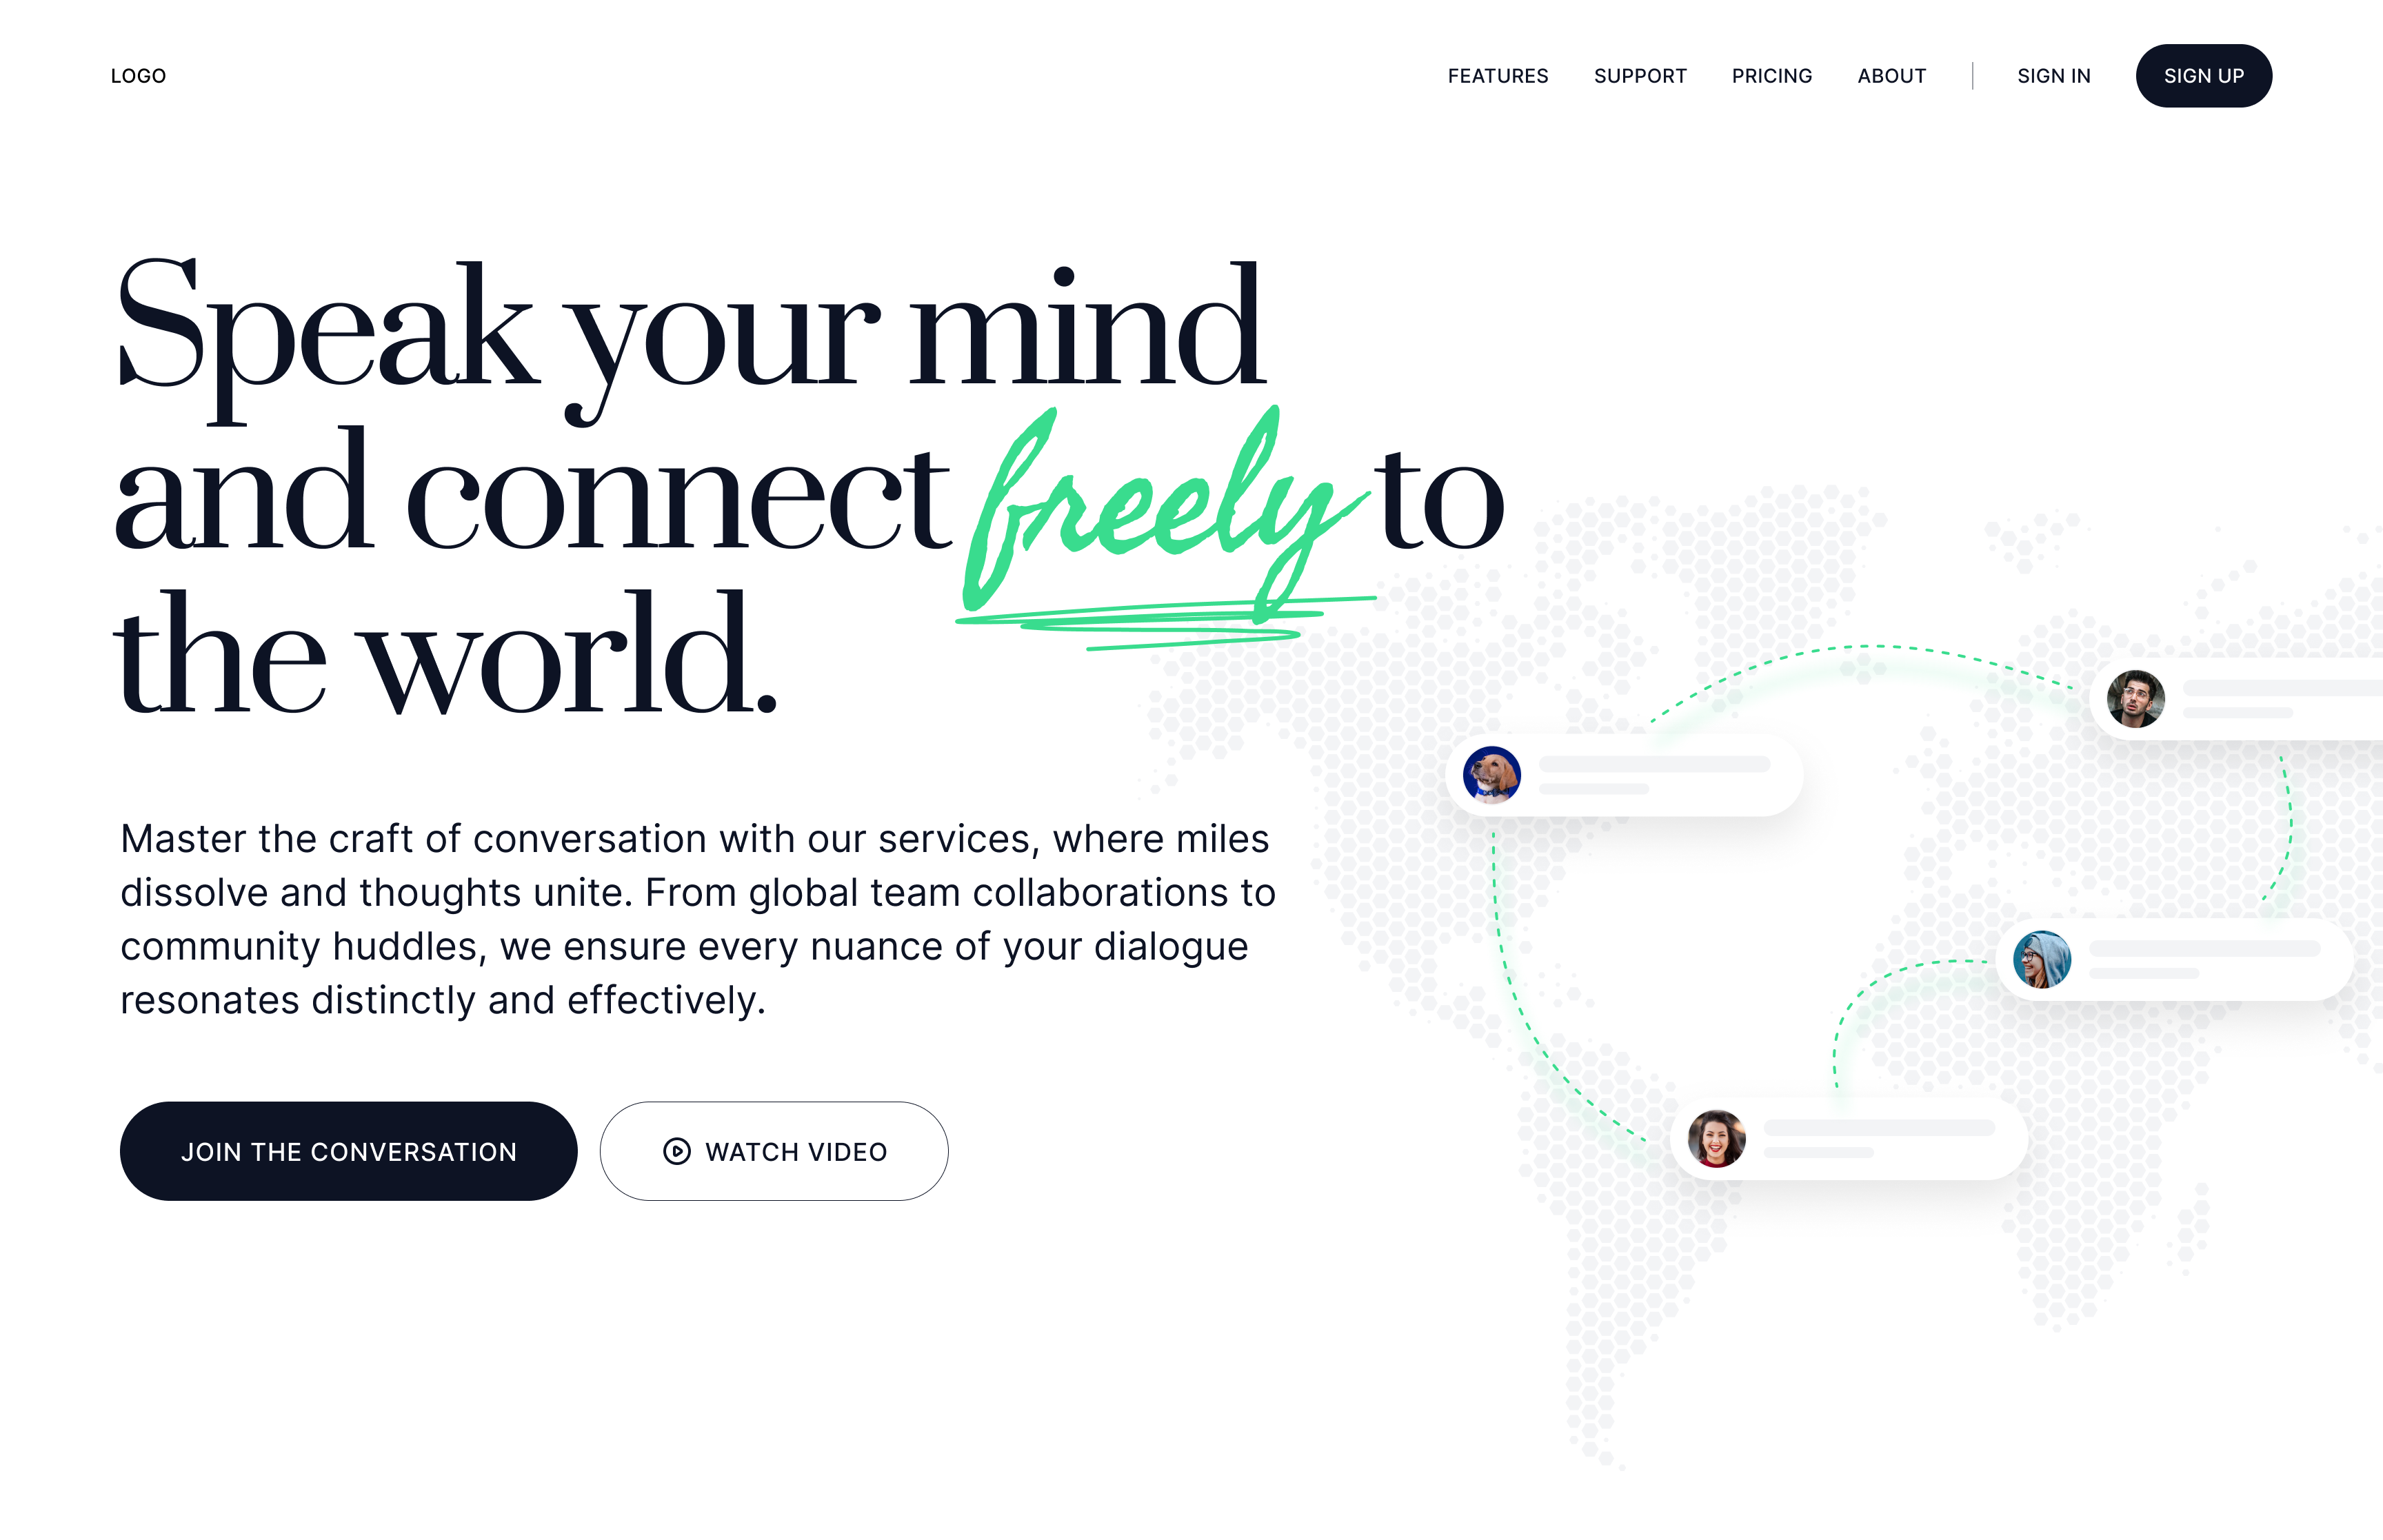 LOGO
FEATURES SUPPORT PRICING ABOUT SIGN IN SIGN UP
Speak your mind
and connect freely to
the world.
Master the craft of conversation with our services, where miles
dissolve and thoughts unite. From global team collaborations to
community huddles, we ensure every nuance of your dialogue
resonates distinctly and effectively.
JOIN THE CONVERSATION WATCH VIDEO